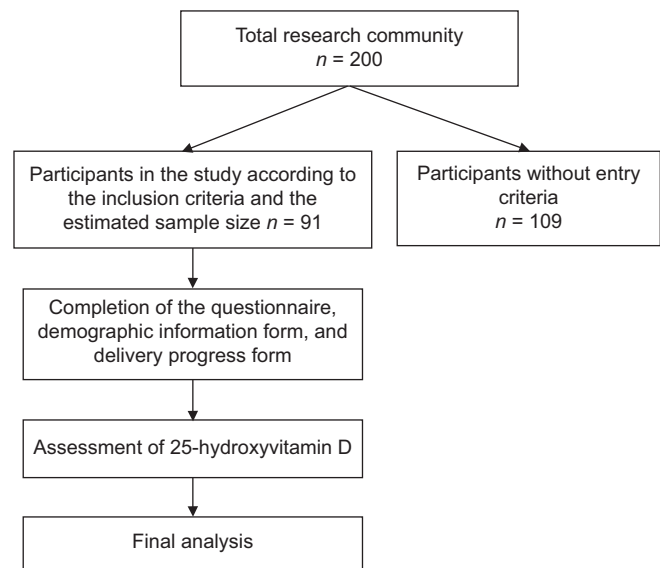 Total research community
n = 200
Participants in the study according to
the inclusion criteria and the
estimated sample size n = 91
Participants without entry
criteria
n = 109
Completion of the questionnaire,
demographic information form, and
delivery progress form
Assessment of 25-hydroxyvitamin D
Final analysis